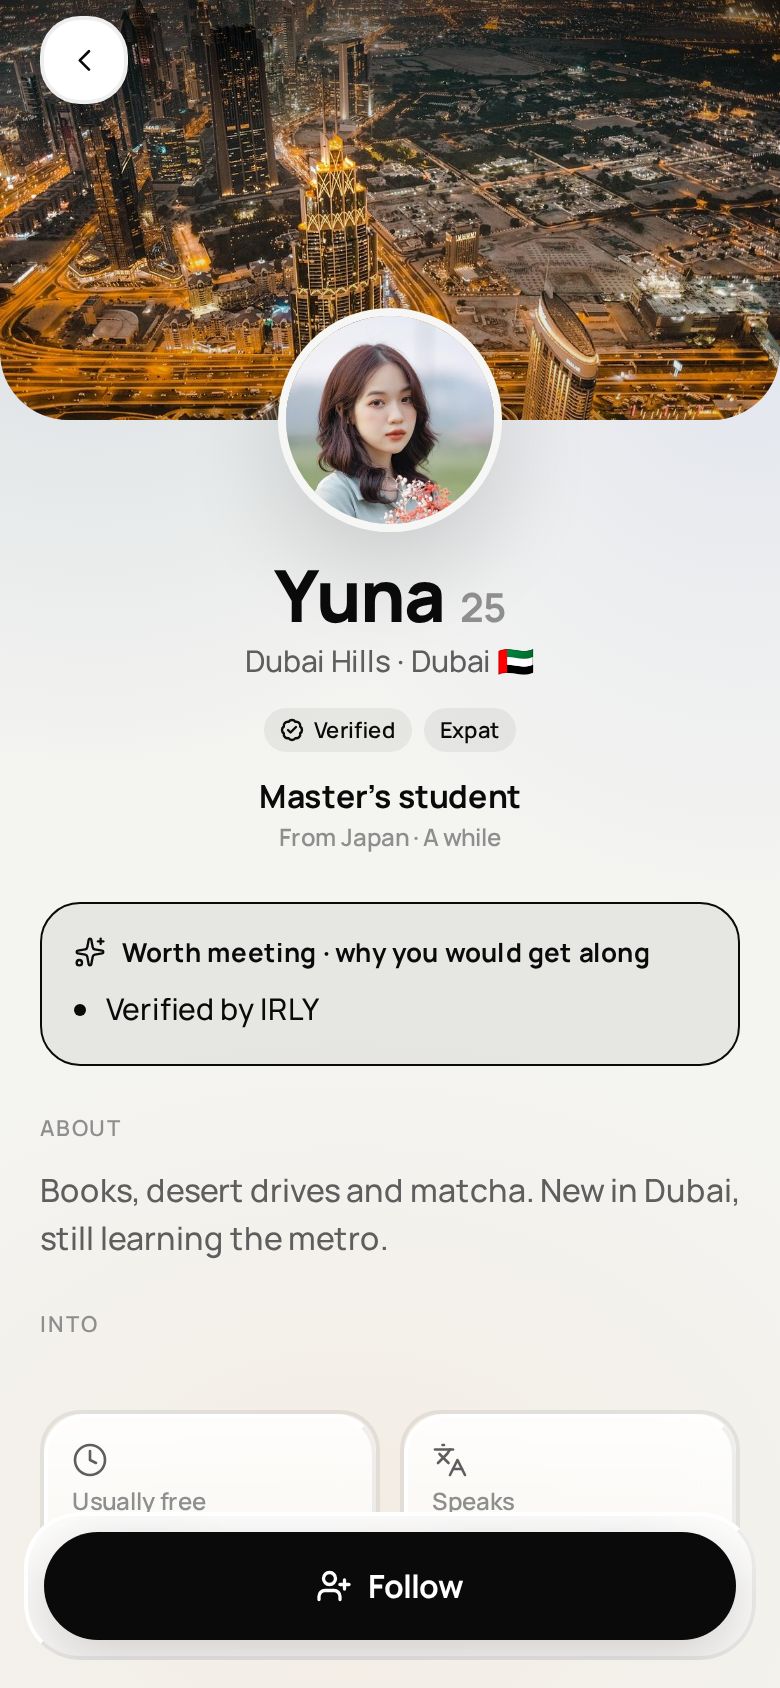 Yuna 25
Dubai Hills · Dubai 🇦🇪
Verified
Expat
Master's student
From Japan · A while
Worth meeting · why you would get along
• Verified by IRLY
ABOUT
Books, desert drives and matcha. New in Dubai,
still learning the metro.
INTO
Usually free
Speaks
Follow